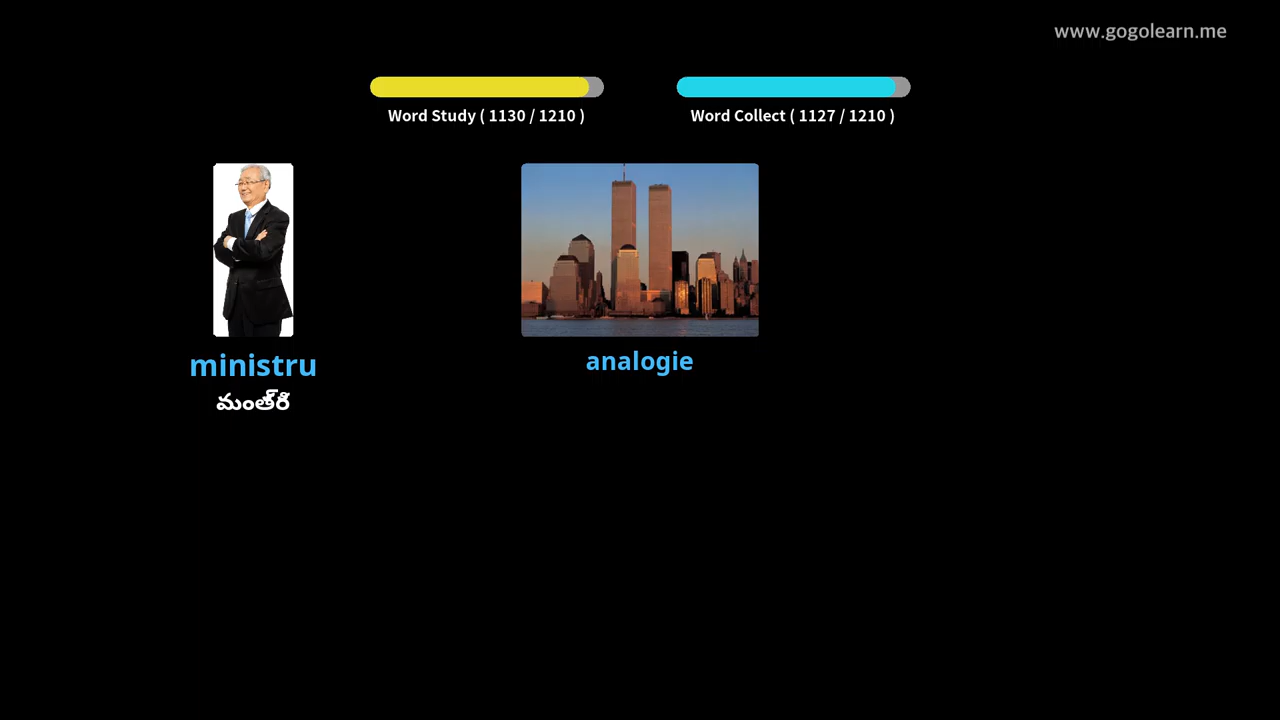 www.gogolearn.me
Word Study ( 1130 / 1210 )
Word Collect ( 1127 / 1210 )
ministru
analogie
మంత్రి